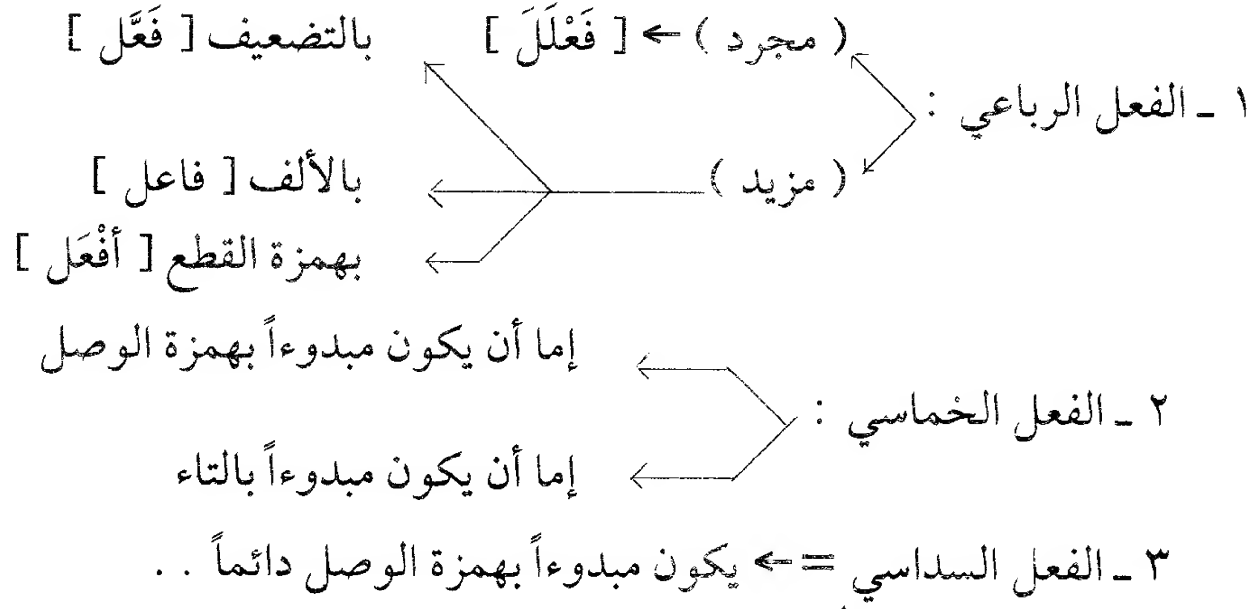 ١ ـ الفعل الرباعي :
( مجرد ) ← [ فَعْلَلَ ]
( مزيد )
بالتضعيف [ فَعَّل ]
بالألف [ فاعل ]
بهمزة القطع [ أفْعَل ]
٢ ـ الفعل الخماسي :
إما أن يكون مبدوءاً بهمزة الوصل
إما أن يكون مبدوءاً بالتاء
٣ ـ الفعل السداسي =← يكون مبدوءاً بهمزة الوصل دائماً . .